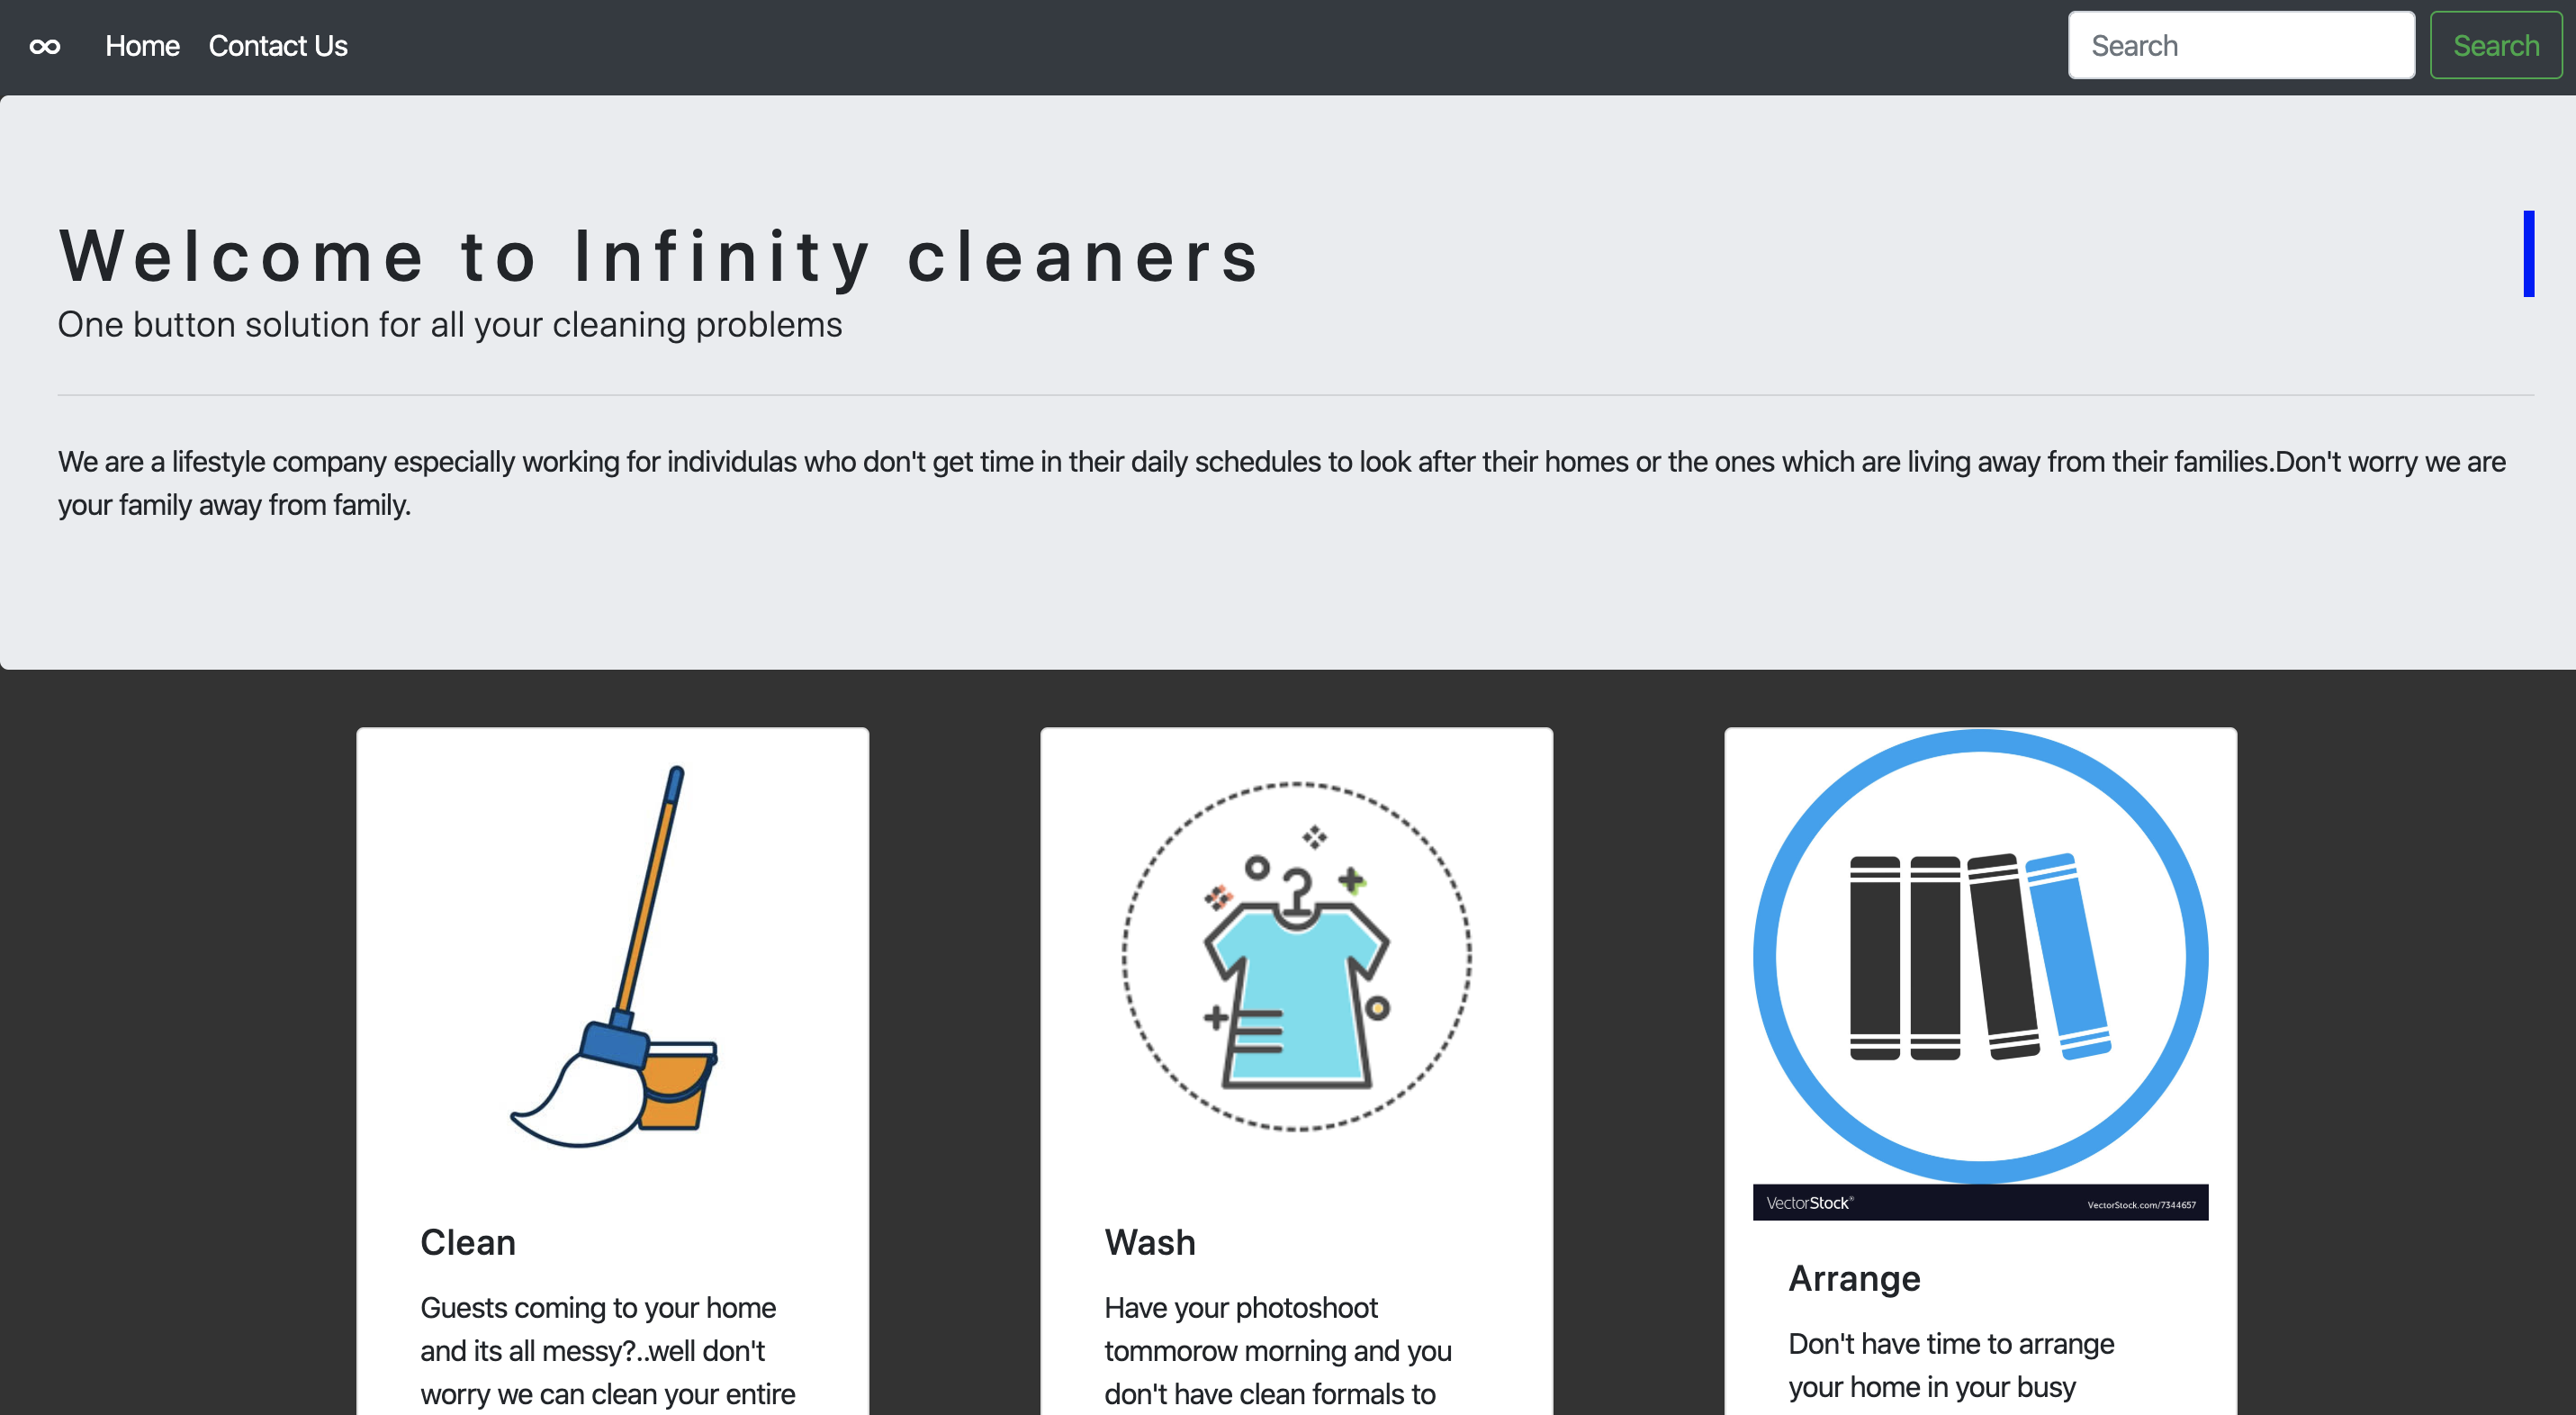 ∞ Home Contact Us Search Search
Welcome to Infinity cleaners
One button solution for all your cleaning problems
We are a lifestyle company especially working for individulas who don't get time in their daily schedules to look after their homes or the ones which are living away from their families.Don't worry we are
your family away from family.
VectorStock® VectorStock.com/7344657
Clean
Guests coming to your home
and its all messy?..well don't
worry we can clean your entire
Wash
Have your photoshoot
tommorow morning and you
don't have clean formals to
Arrange
Don't have time to arrange
your home in your busy